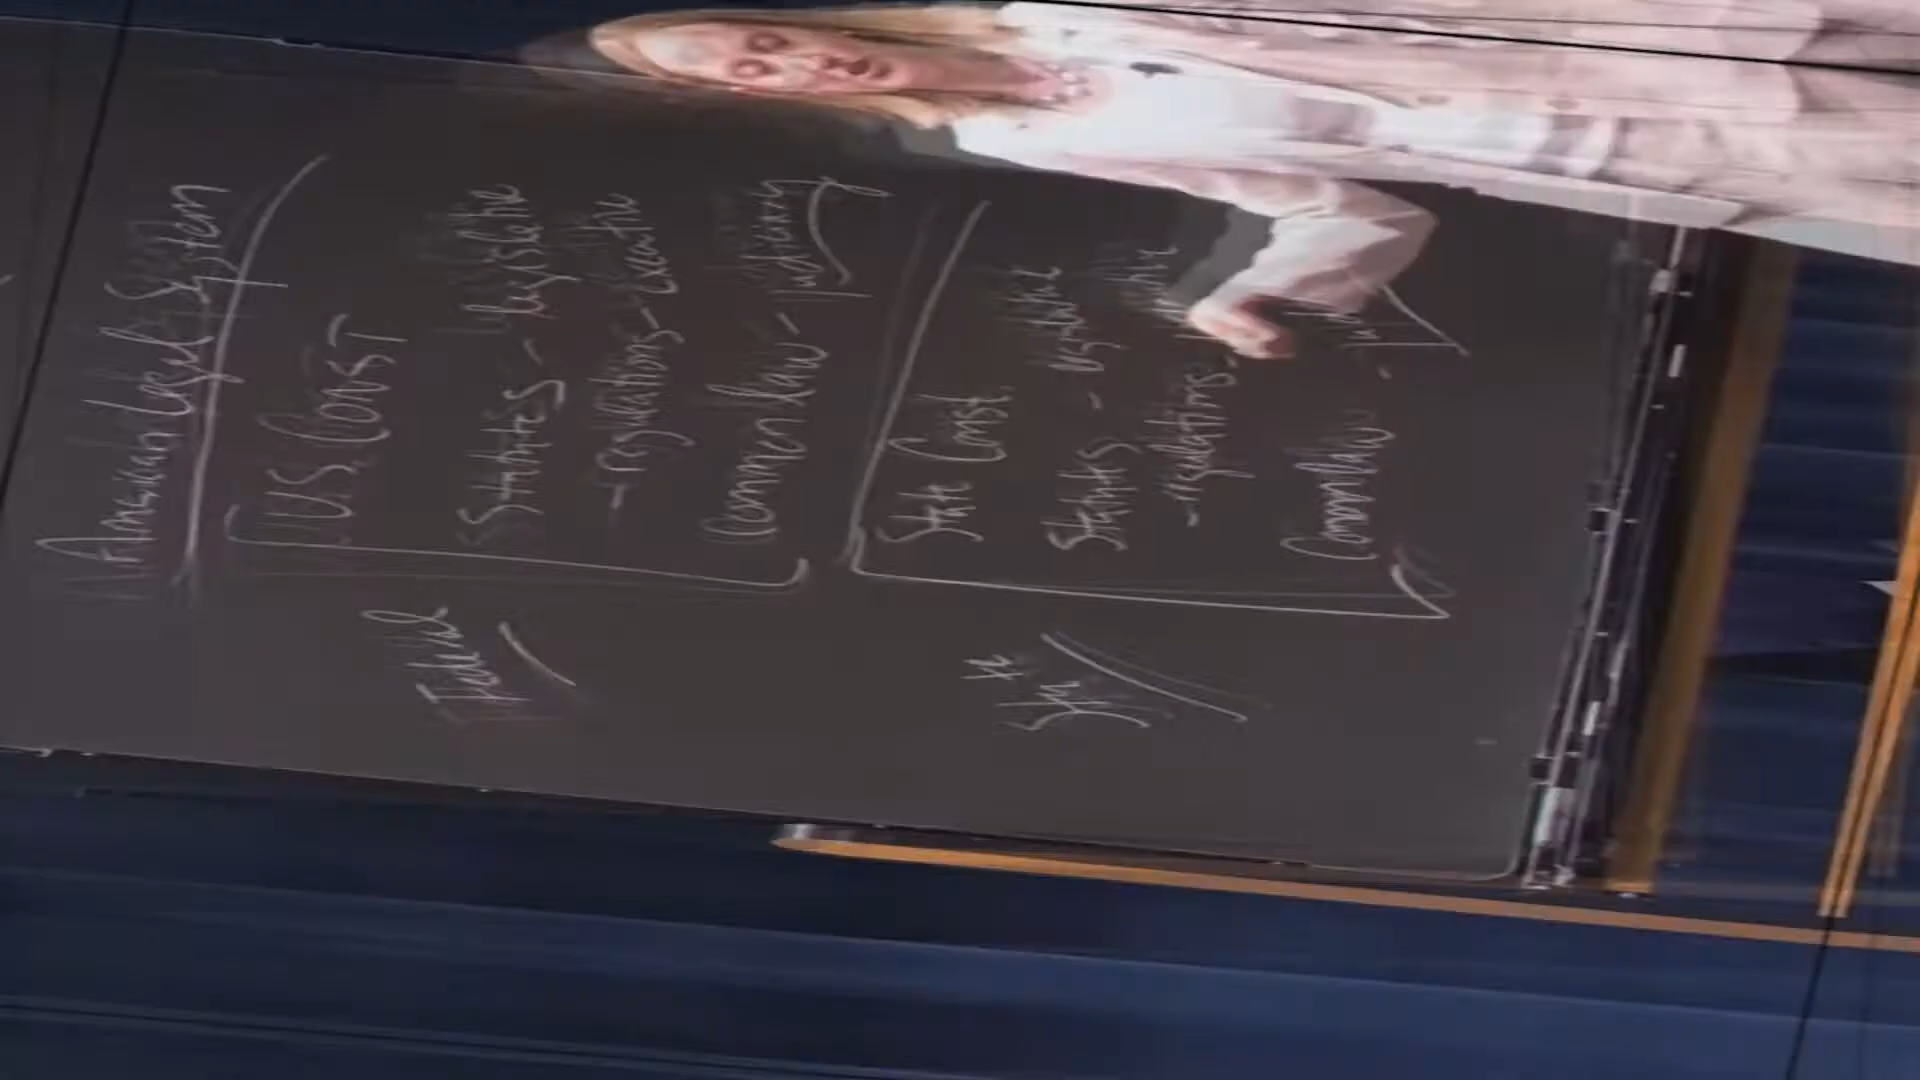 American Legal System
U.S. CONST
Federal
Statutes - legislative
- regulations - executive
Common law - judiciary
State Const.
State
Statutes -
- regulations -
Common law -